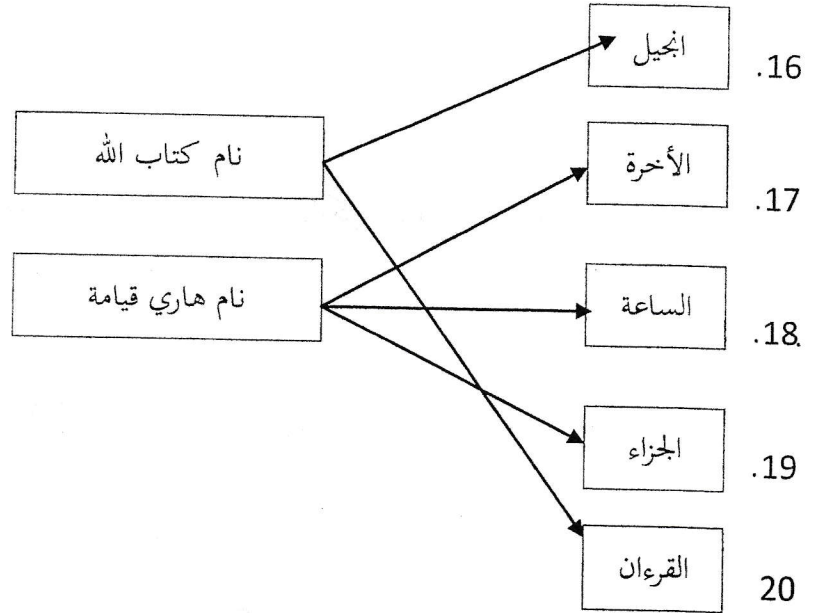 انجيل .16
نام كتاب الله
الأخرة .17
نام هاري قيامة
الساعة .18
الجزاء .19
القرءان 20